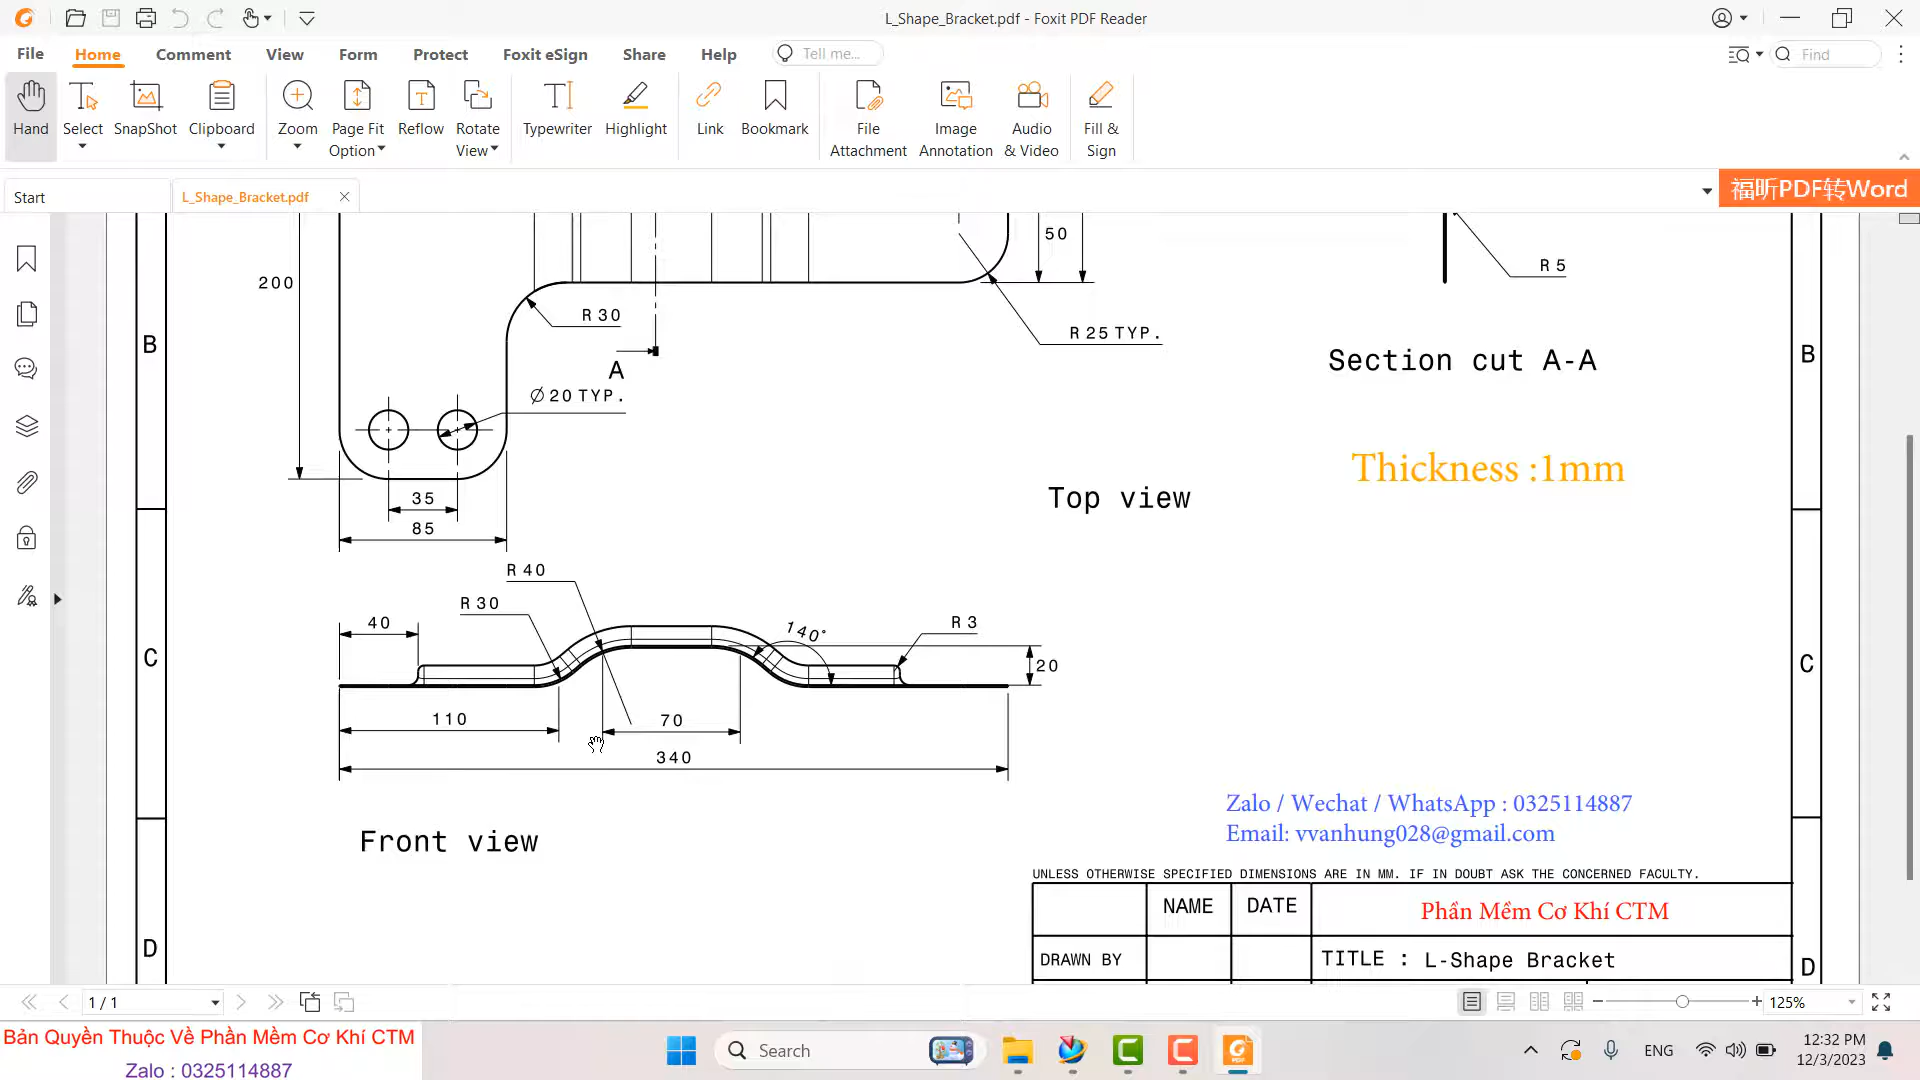 L_Shape_Bracket.pdf - Foxit PDF Reader
File Home Comment View Form Protect Foxit eSign Share Help Tell me... Find
Hand Select SnapShot Clipboard Zoom Page Fit Option Reflow Rotate View Typewriter Highlight Link Bookmark File Attachment Image Annotation Audio & Video Fill & Sign
Start L_Shape_Bracket.pdf 福昕PDF转Word
50
R 5
200
R 30
R 25 TYP.
B
B
Section cut A-A
A
Ø 20 TYP.
Thickness :1mm
35
Top view
85
R 40
R 30
40
140°
R 3
C
20
C
110
70
340
Zalo / Wechat / WhatsApp : 0325114887
Email: vvanhung028@gmail.com
Front view
UNLESS OTHERWISE SPECIFIED DIMENSIONS ARE IN MM. IF IN DOUBT ASK THE CONCERNED FACULTY.
NAME DATE Phần Mềm Cơ Khí CTM
D
DRAWN BY TITLE : L-Shape Bracket
D
1 / 1 125%
Bản Quyền Thuộc Về Phần Mềm Cơ Khí CTM
Zalo : 0325114887
Search
ENG
12:32 PM
12/3/2023